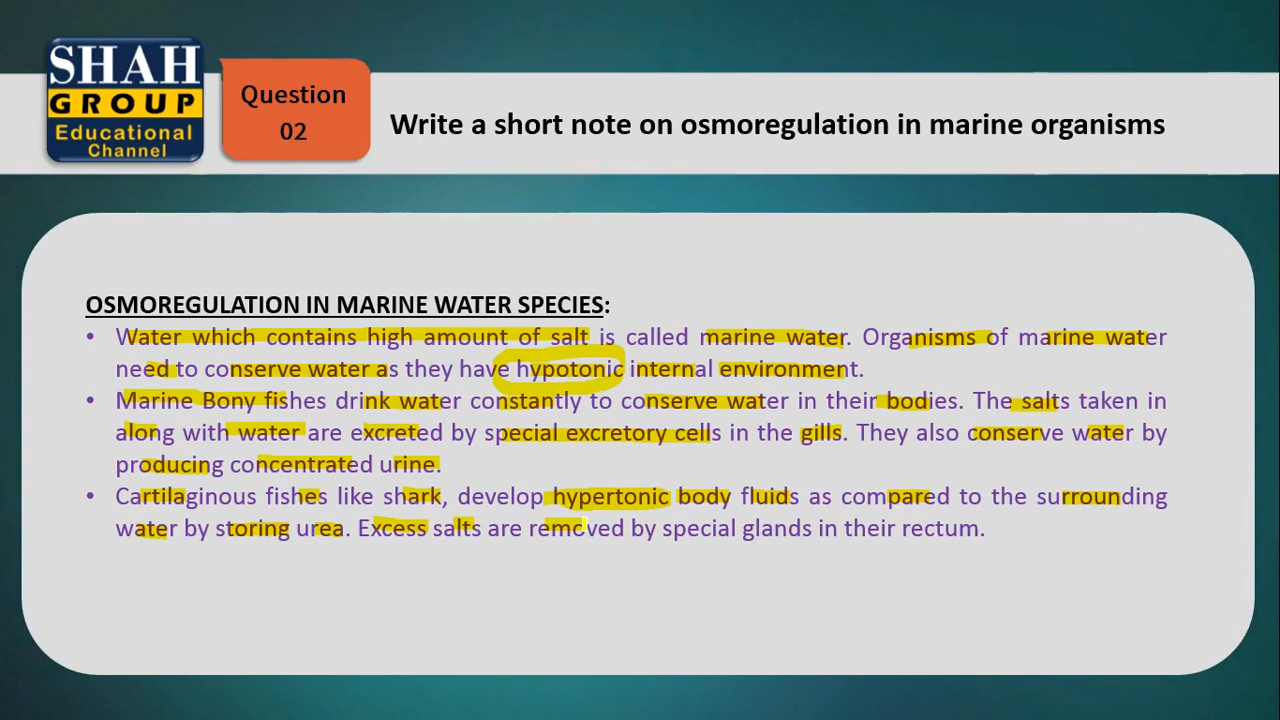 SHAH
GROUP
Educational
Channel
Question
02
Write a short note on osmoregulation in marine organisms
OSMOREGULATION IN MARINE WATER SPECIES:
• Water which contains high amount of salt is called marine water. Organisms of marine water
need to conserve water as they have hypotonic internal environment.
• Marine Bony fishes drink water constantly to conserve water in their bodies. The salts taken in
along with water are excreted by special excretory cells in the gills. They also conserve water by
producing concentrated urine.
• Cartilaginous fishes like shark, develop hypertonic body fluids as compared to the surrounding
water by storing urea. Excess salts are removed by special glands in their rectum.